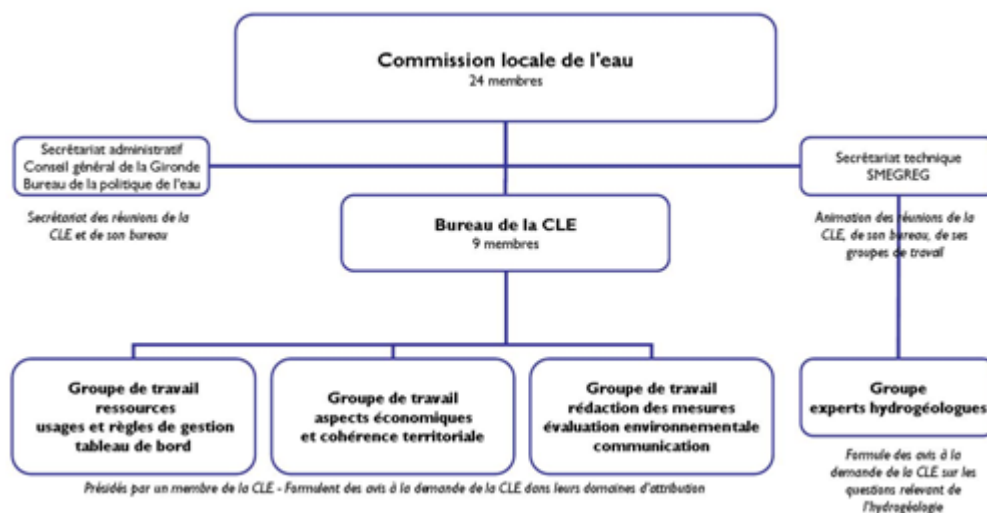 Commission locale de l'eau
24 membres
Secrétariat administratif
Conseil général de la Gironde
Bureau de la politique de l'eau
Secrétariat des réunions de la
CLE et de son bureau
Secrétariat technique
SMEGREG
Animation des réunions de la
CLE, de son bureau, de ses
groupes de travail
Bureau de la CLE
9 membres
Groupe de travail
ressources
usages et règles de gestion
tableau de bord
Groupe de travail
aspects économiques
et cohérence territoriale
Groupe de travail
rédaction des mesures
évaluation environnementale
communication
Groupe
experts hydrogéologues
Présidés par un membre de la CLE - Formulent des avis à la demande de la CLE dans leurs domaines d'attribution
Formule des avis à la
demande de la CLE sur les
questions relevant de
l'hydrogéologie